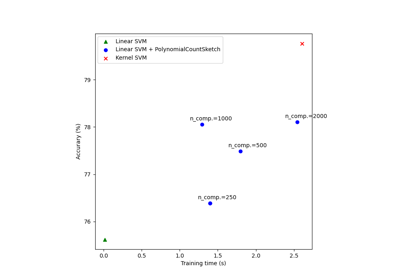 Linear SVM
Linear SVM + PolynomialCountSketch
Kernel SVM
79
n_comp.=1000
n_comp.=2000
78
n_comp.=500
77
n_comp.=250
76
Accurary (%)
0.0 0.5 1.0 1.5 2.0 2.5
Training time (s)